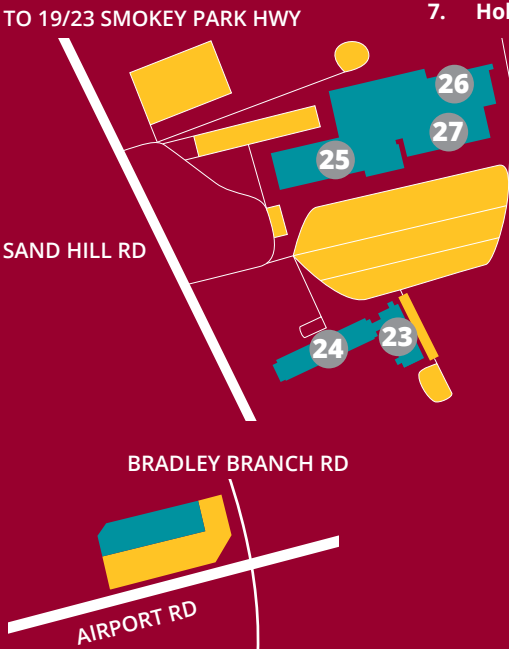 TO 19/23 SMOKEY PARK HWY
7. Hol
26
27
25
SAND HILL RD
23
24
BRADLEY BRANCH RD
AIRPORT RD